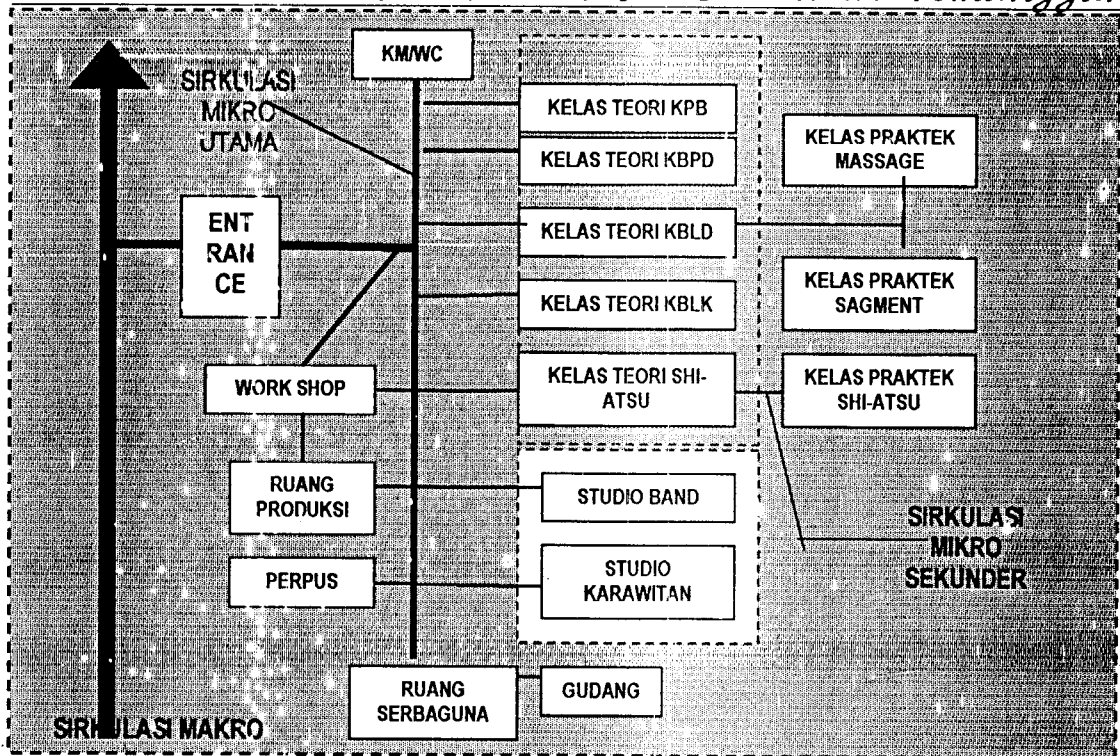 KM/WC
SIRKULASI
MIKRO
UTAMA
KELAS TEORI KPB
KELAS TEORI KBPD
KELAS PRAKTEK
MASSAGE
ENT
RAN
CE
KELAS TEORI KBLD
KELAS TEORI KBLK
KELAS PRAKTEK
SAGMENT
WORK SHOP
KELAS TEORI SHI-
ATSU
KELAS PRAKTEK
SHI-ATSU
RUANG
PRODUKSI
STUDIO BAND
SIRKULASI
MIKRO
SEKUNDER
PERPUS
STUDIO
KARAWITAN
RUANG
SERBAGUNA
GUDANG
SIRKULASI MAKRO